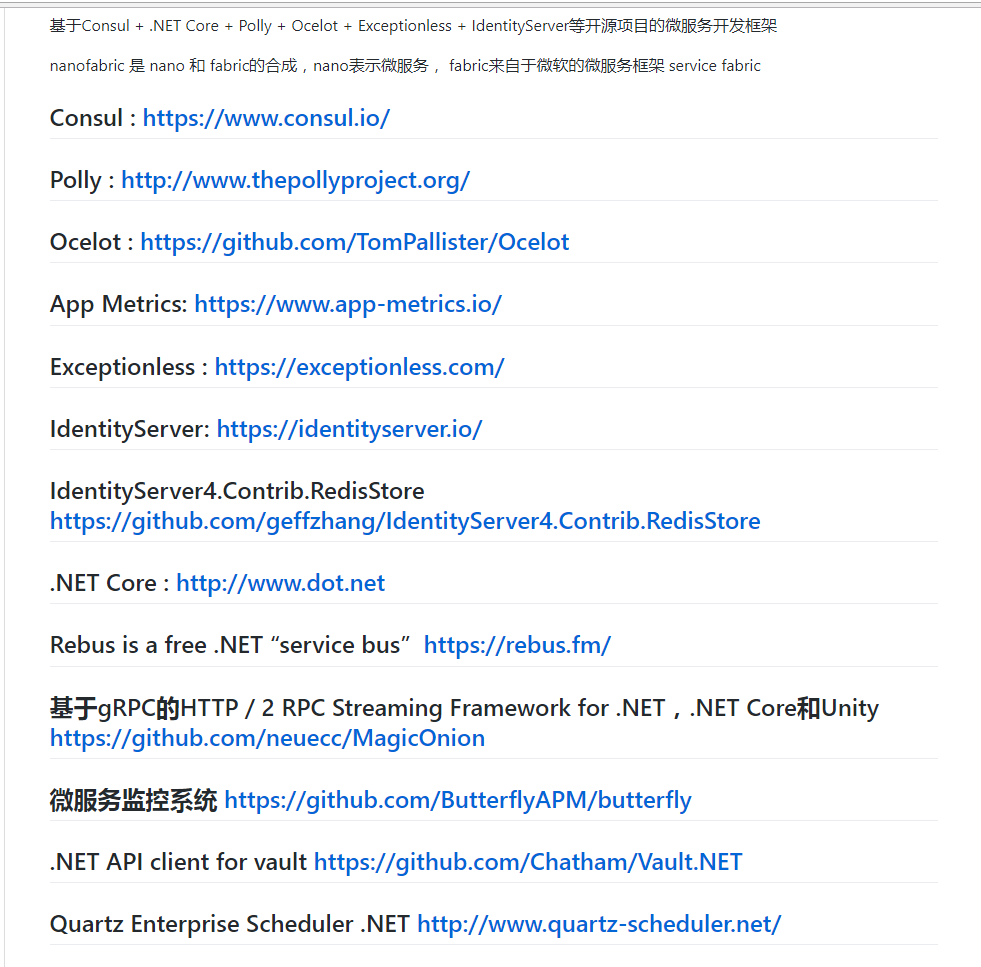 基于Consul + .NET Core + Polly + Ocelot + Exceptionless + IdentityServer等开源项目的微服务开发框架
nanofabric 是 nano 和 fabric的合成，nano表示微服务， fabric来自于微软的微服务框架 service fabric
Consul : https://www.consul.io/
Polly : http://www.thepollyproject.org/
Ocelot : https://github.com/TomPallister/Ocelot
App Metrics: https://www.app-metrics.io/
Exceptionless : https://exceptionless.com/
IdentityServer: https://identityserver.io/
IdentityServer4.Contrib.RedisStore
https://github.com/geffzhang/IdentityServer4.Contrib.RedisStore
.NET Core : http://www.dot.net
Rebus is a free .NET “service bus” https://rebus.fm/
基于gRPC的HTTP / 2 RPC Streaming Framework for .NET，.NET Core和Unity
https://github.com/neuecc/MagicOnion
微服务监控系统 https://github.com/ButterflyAPM/butterfly
.NET API client for vault https://github.com/Chatham/Vault.NET
Quartz Enterprise Scheduler .NET http://www.quartz-scheduler.net/